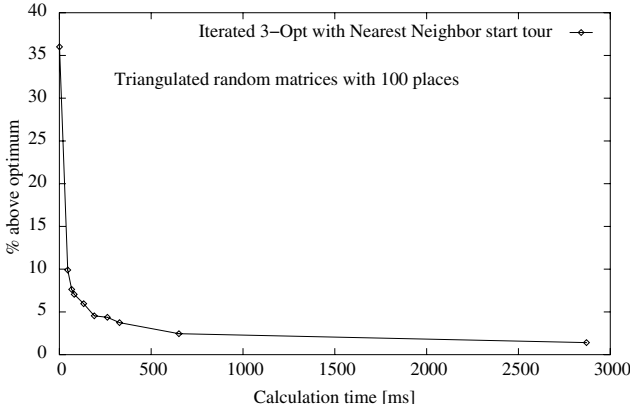 40
35
30
25
20
15
10
5
0
% above optimum
Iterated 3−Opt with Nearest Neighbor start tour
Triangulated random matrices with 100 places
0 500 1000 1500 2000 2500 3000
Calculation time [ms]